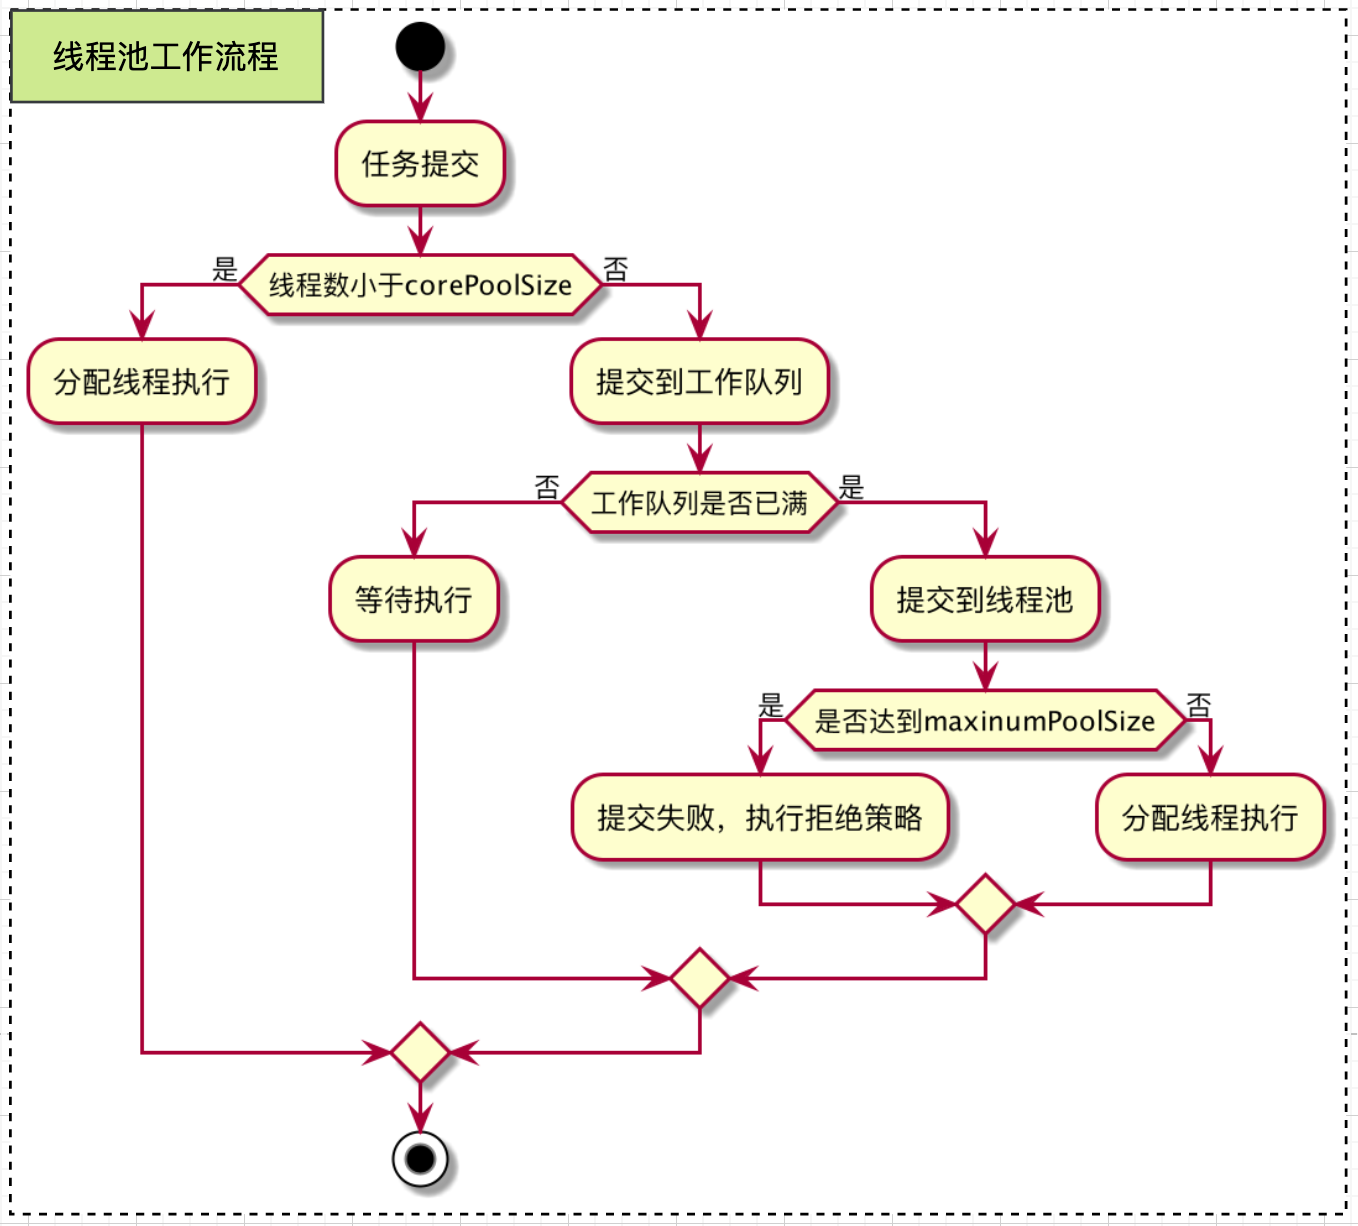 线程池工作流程
任务提交
是
线程数小于corePoolSize
否
分配线程执行
提交到工作队列
否
工作队列是否已满
是
等待执行
提交到线程池
是
是否达到maxinumPoolSize
否
提交失败，执行拒绝策略
分配线程执行